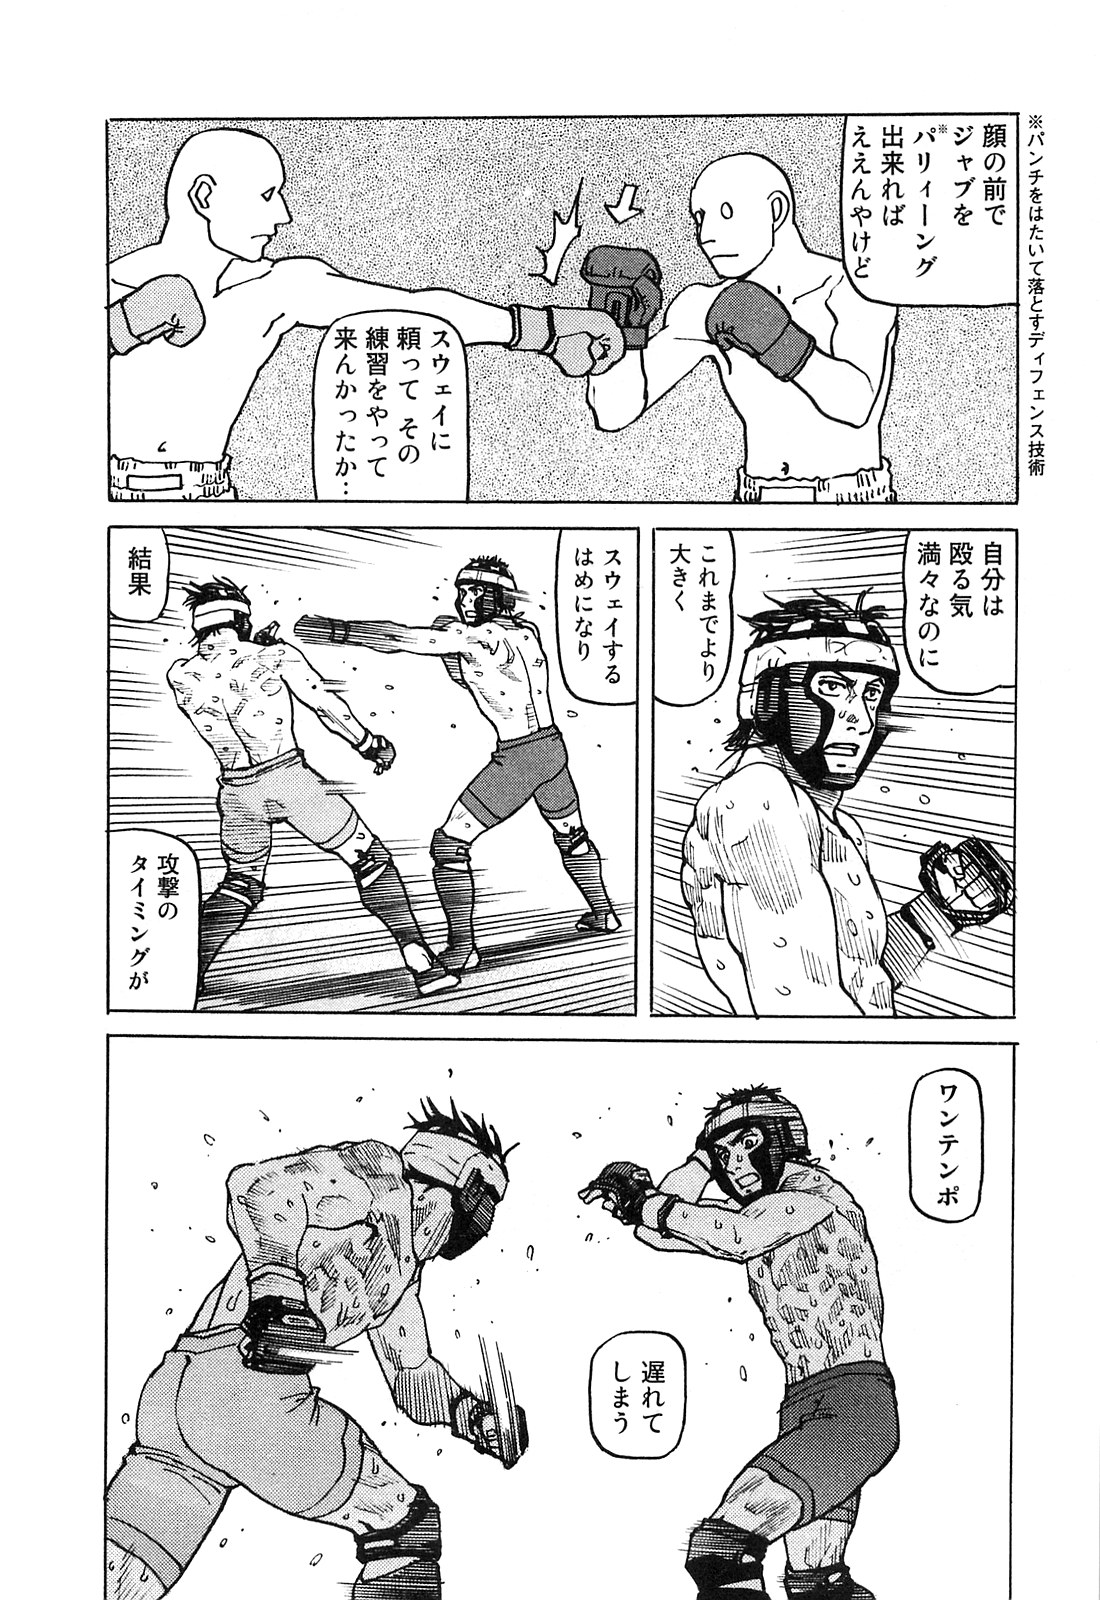 ※パンチをはたいて落とすディフェンス技術
顔の前で
ジャブを
パリィーング※
出来れば
ええんやけど
スウェイに
頼って その
練習をやって
来んかったか…
自分は
殴る気
満々なのに
これまでより
大きく
スウェイする
はめになり
結果
攻撃の
タイミングが
ワンテンポ
遅れて
しまう